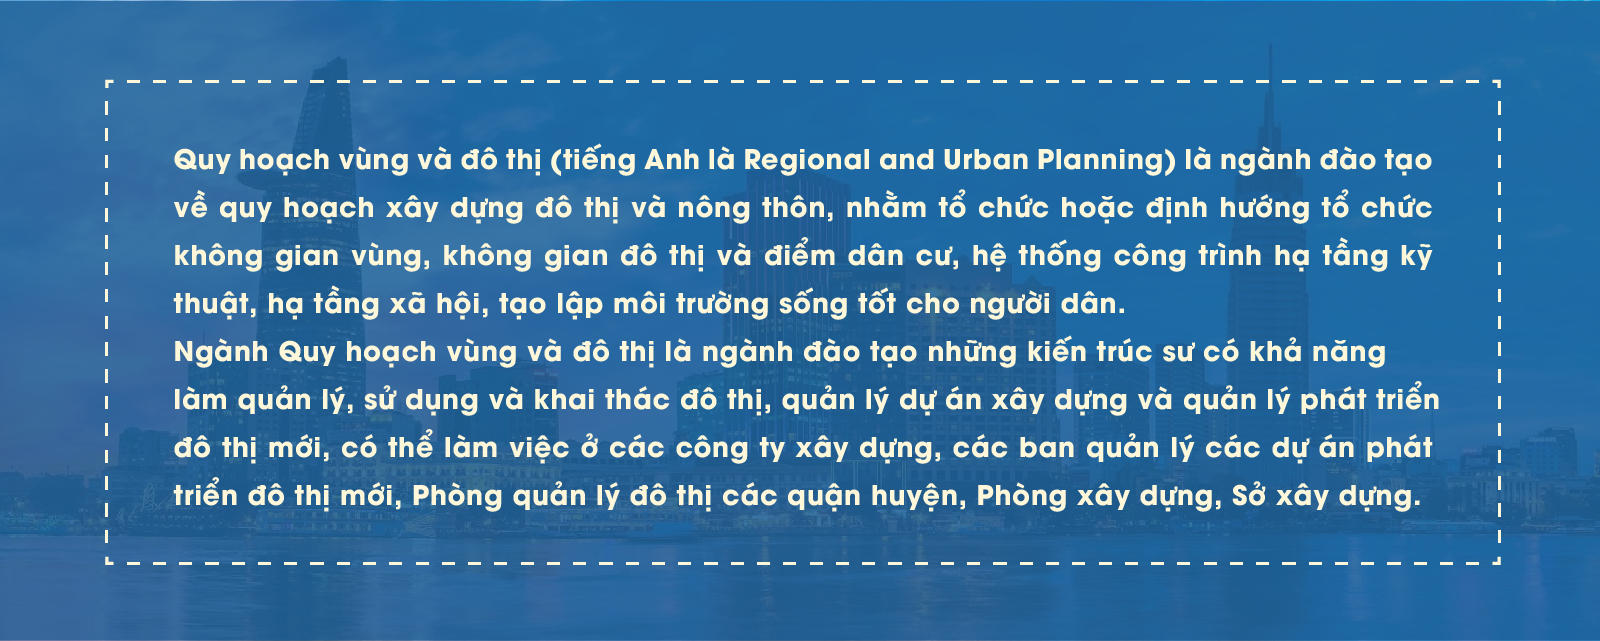 Quy hoạch vùng và đô thị (tiếng Anh là Regional and Urban Planning) là ngành đào tạo
về quy hoạch xây dựng đô thị và nông thôn, nhằm tổ chức hoặc định hướng tổ chức
không gian vùng, không gian đô thị và điểm dân cư, hệ thống công trình hạ tầng kỹ
thuật, hạ tầng xã hội, tạo lập môi trường sống tốt cho người dân.
Ngành Quy hoạch vùng và đô thị là ngành đào tạo những kiến trúc sư có khả năng
làm quản lý, sử dụng và khai thác đô thị, quản lý dự án xây dựng và quản lý phát triển
đô thị mới, có thể làm việc ở các công ty xây dựng, các ban quản lý các dự án phát
triển đô thị mới, Phòng quản lý đô thị các quận huyện, Phòng xây dựng, Sở xây dựng.